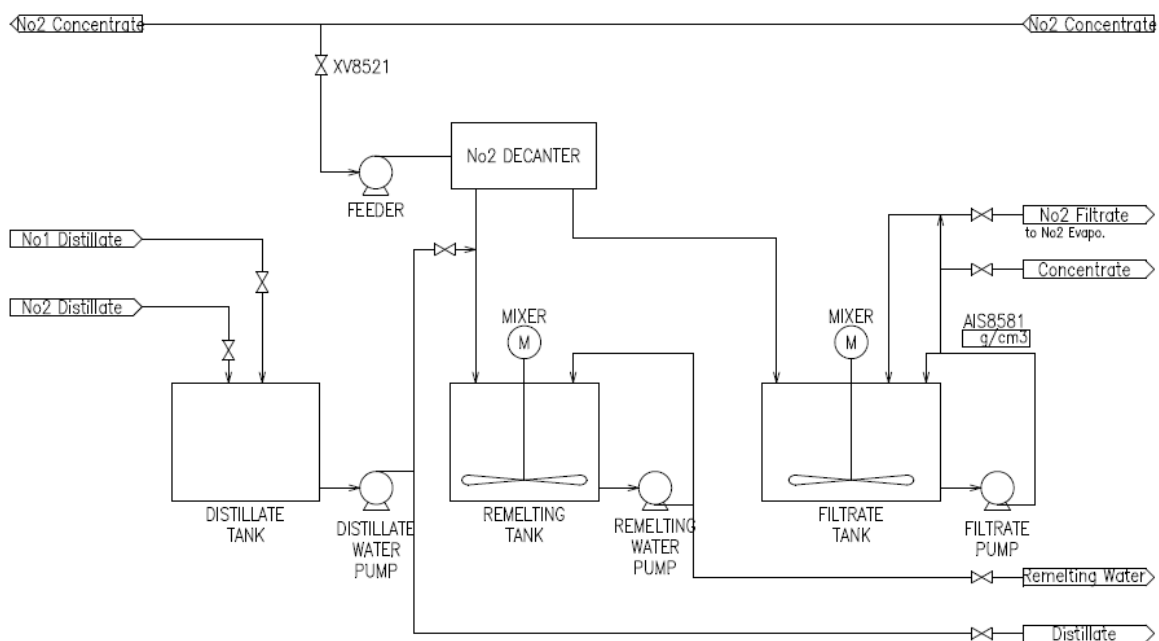 No2 Concentrate
No2 Concentrate
XV8521
No2 DECANTER
FEEDER
No2 Filtrate
to No2 Evapo.
No1 Distillate
Concentrate
No2 Distillate
MIXER
M
MIXER
M
AIS8581
g/cm3
DISTILLATE
TANK
DISTILLATE
WATER
PUMP
REMELTING
TANK
REMELTING
WATER
PUMP
FILTRATE
TANK
FILTRATE
PUMP
Remelting Water
Distillate